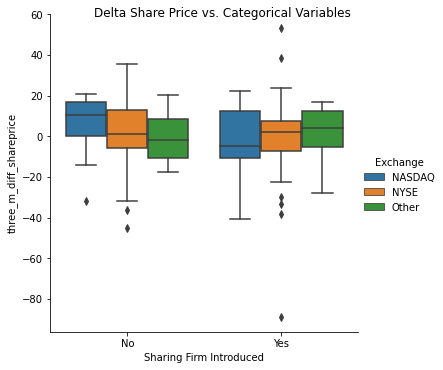 Delta Share Price vs. Categorical Variables
three_m_diff_shareprice
60
40
20
0
−20
−40
−60
−80
No
Yes
Sharing Firm Introduced
Exchange
NASDAQ
NYSE
Other